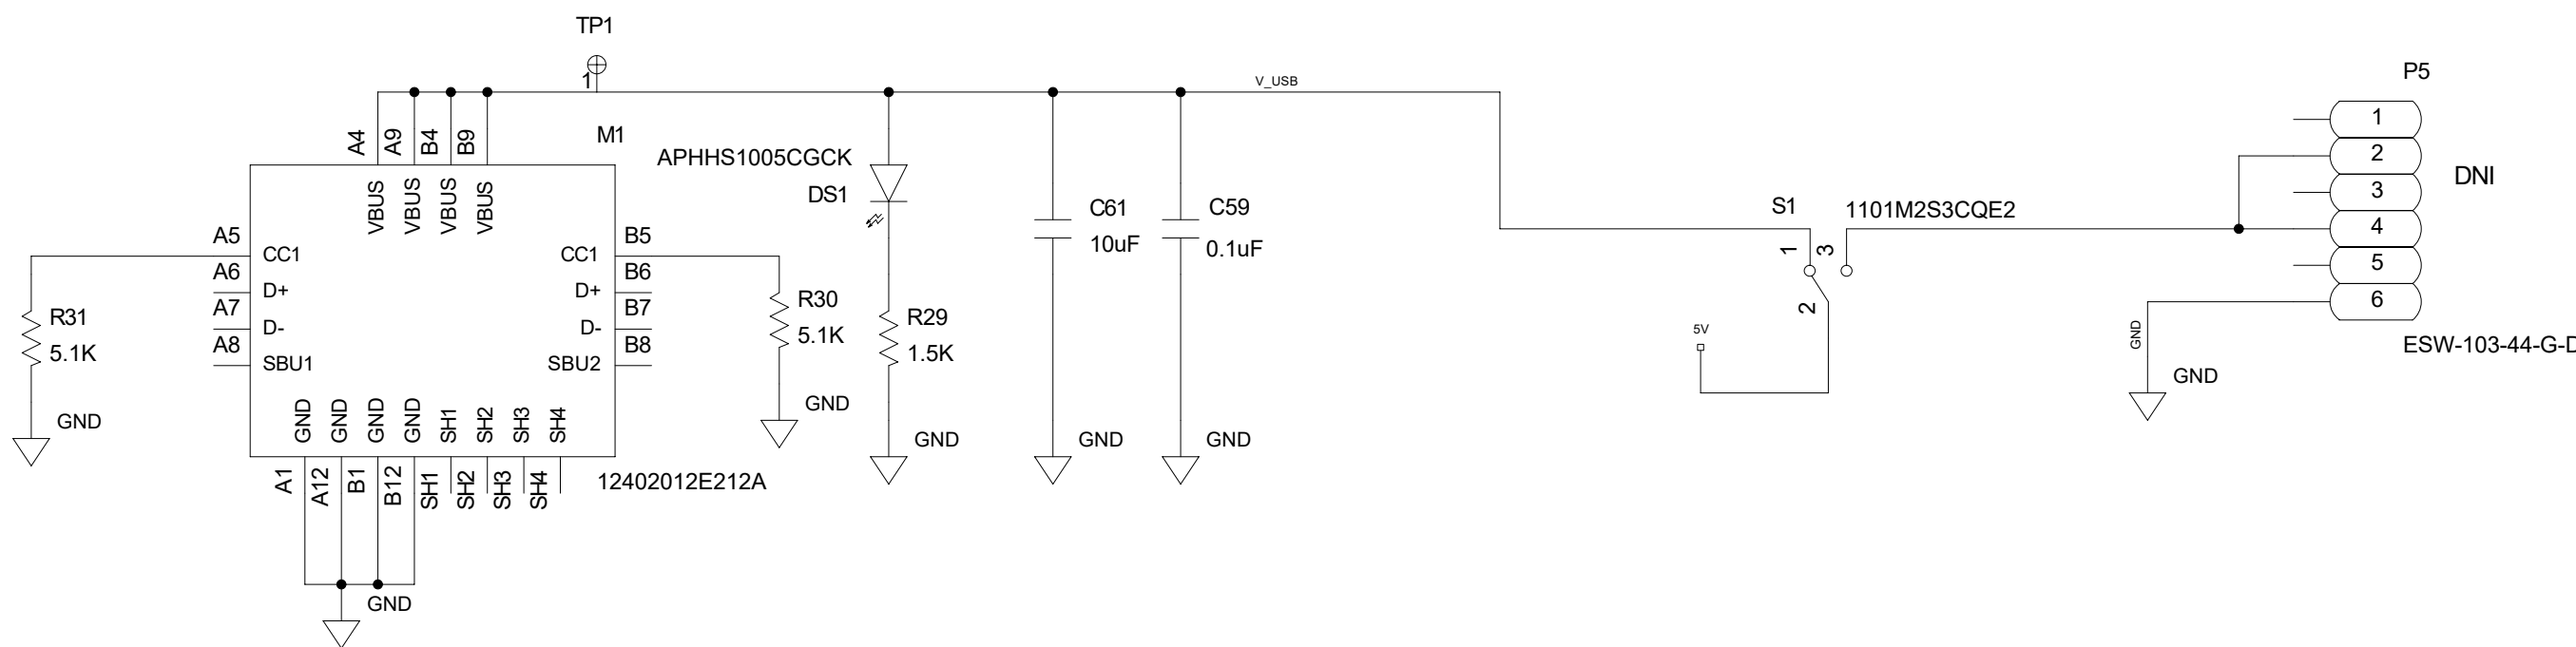 TP1
1
V_USB
P5
A4
A9
B4
B9
M1
VBUS
VBUS
VBUS
VBUS
APHHS1005CGCK
DS1
A5
CC1
A6
D+
A7
D-
A8
SBU1
B5
CC1
B6
D+
B7
D-
B8
SBU2
R31
5.1K
GND
R30
5.1K
GND
R29
1.5K
GND
C61
10uF
GND
C59
0.1uF
GND
GND
GND
GND
GND
SH1
SH2
SH3
SH4
A1
A12
B1
B12
SH1
SH2
SH3
SH4
12402012E212A
GND
S1
1101M2S3CQE2
1
3
2
5V
1
2
3
4
5
6
DNI
ESW-103-44-G-D
GND
GND